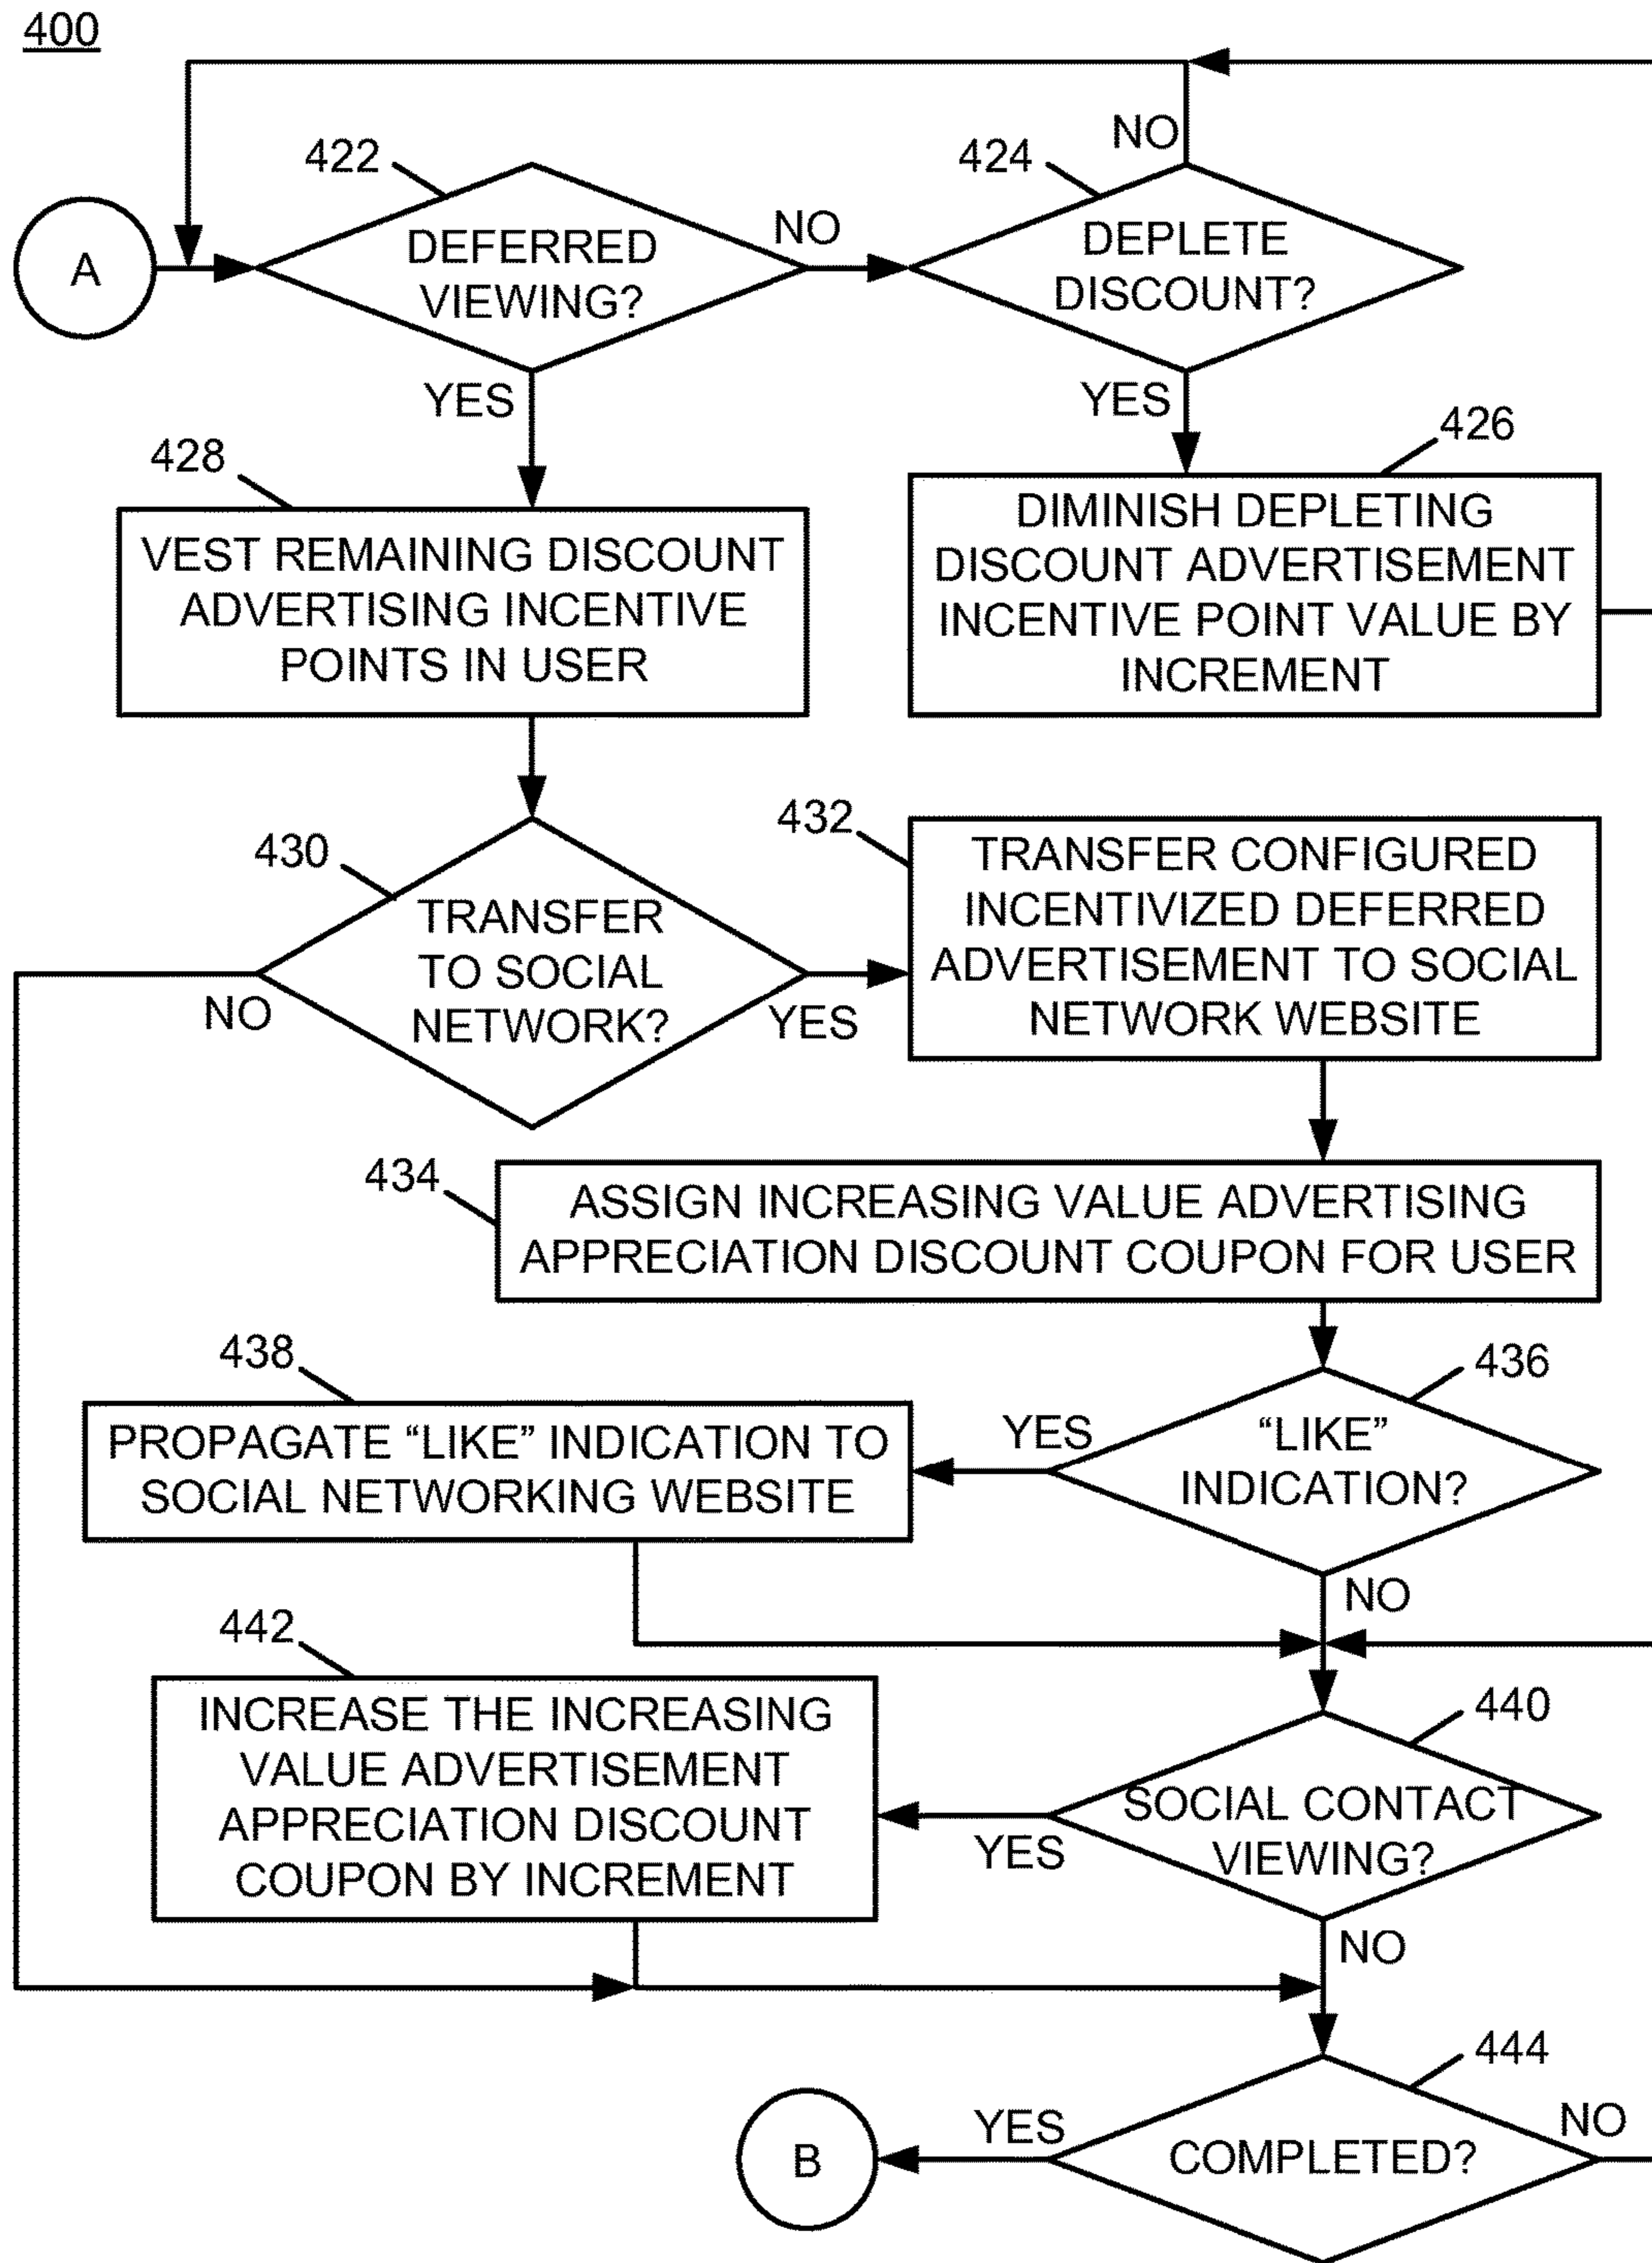 400
422
424
NO
A
DEFERRED
VIEWING?
NO
DEPLETE
DISCOUNT?
YES
YES
428
426
VEST REMAINING DISCOUNT
ADVERTISING INCENTIVE
POINTS IN USER
DIMINISH DEPLETING
DISCOUNT ADVERTISEMENT
INCENTIVE POINT VALUE BY
INCREMENT
430
432
TRANSFER
TO SOCIAL
NETWORK?
NO
YES
TRANSFER CONFIGURED
INCENTIVIZED DEFERRED
ADVERTISEMENT TO SOCIAL
NETWORK WEBSITE
434
ASSIGN INCREASING VALUE ADVERTISING
APPRECIATION DISCOUNT COUPON FOR USER
438
436
PROPAGATE “LIKE” INDICATION TO
SOCIAL NETWORKING WEBSITE
YES
“LIKE”
INDICATION?
NO
442
440
INCREASE THE INCREASING
VALUE ADVERTISEMENT
APPRECIATION DISCOUNT
COUPON BY INCREMENT
YES
SOCIAL CONTACT
VIEWING?
NO
444
B
YES
COMPLETED?
NO